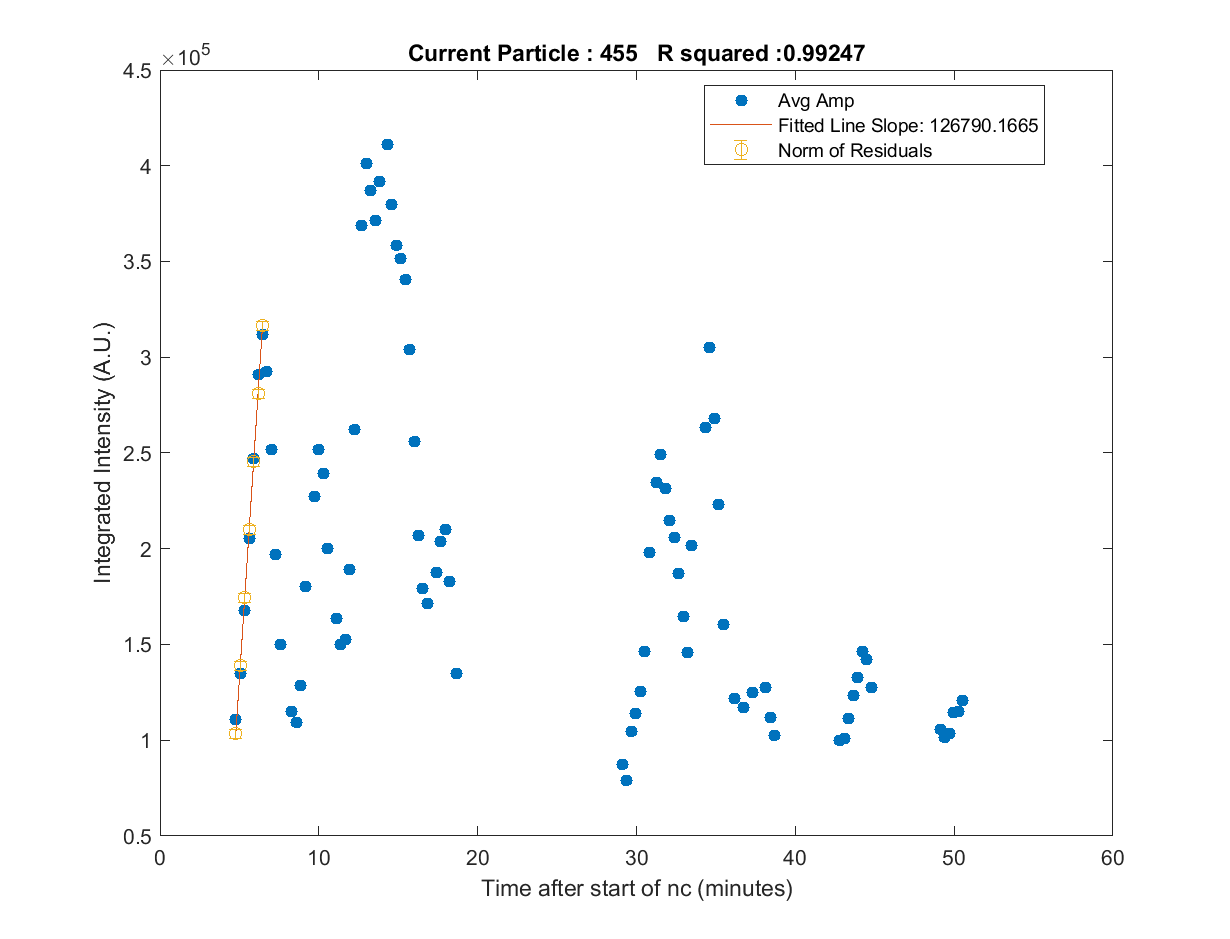 Current Particle : 455 R squared :0.99247
×10^5
4.5
4
3.5
3
2.5
2
1.5
1
0.5
0
10
20
30
40
50
60
Integrated Intensity (A.U.)
Time after start of nc (minutes)
Avg Amp
Fitted Line Slope: 126790.1665
Norm of Residuals